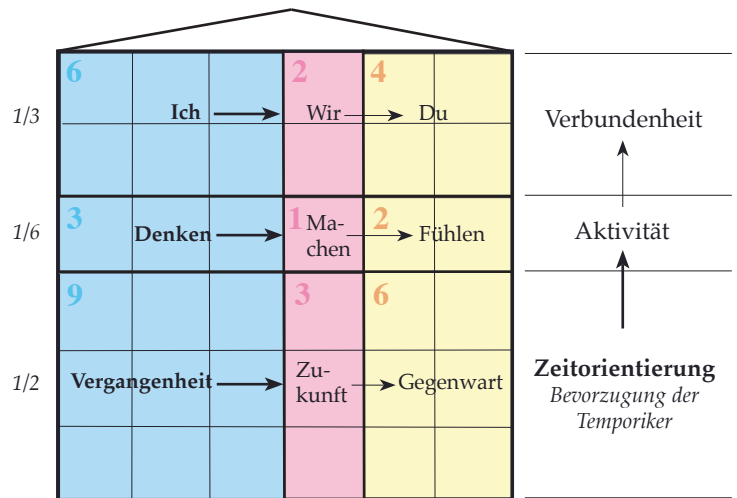 6 2 4
1/3 Ich Wir Du Verbundenheit
3 1 2
1/6 Denken Ma-
chen Fühlen Aktivität
9 3 6
1/2 Vergangenheit Zu-
kunft Gegenwart
Zeitorientierung
Bevorzugung der
Temporiker